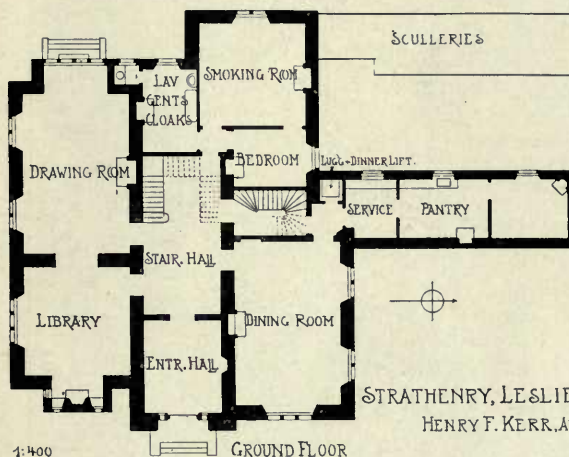 SCULLERIES
LAV
GENTS
CLOAKS
SMOKING ROOM
BEDROOM
LUGG & DINNER LIFT.
DRAWING ROOM
SERVICE
PANTRY
STAIR. HALL
LIBRARY
DINING ROOM
ENTR. HALL
STRATHENRY, LESLIE
HENRY F. KERR, A
1:400
GROUND FLOOR